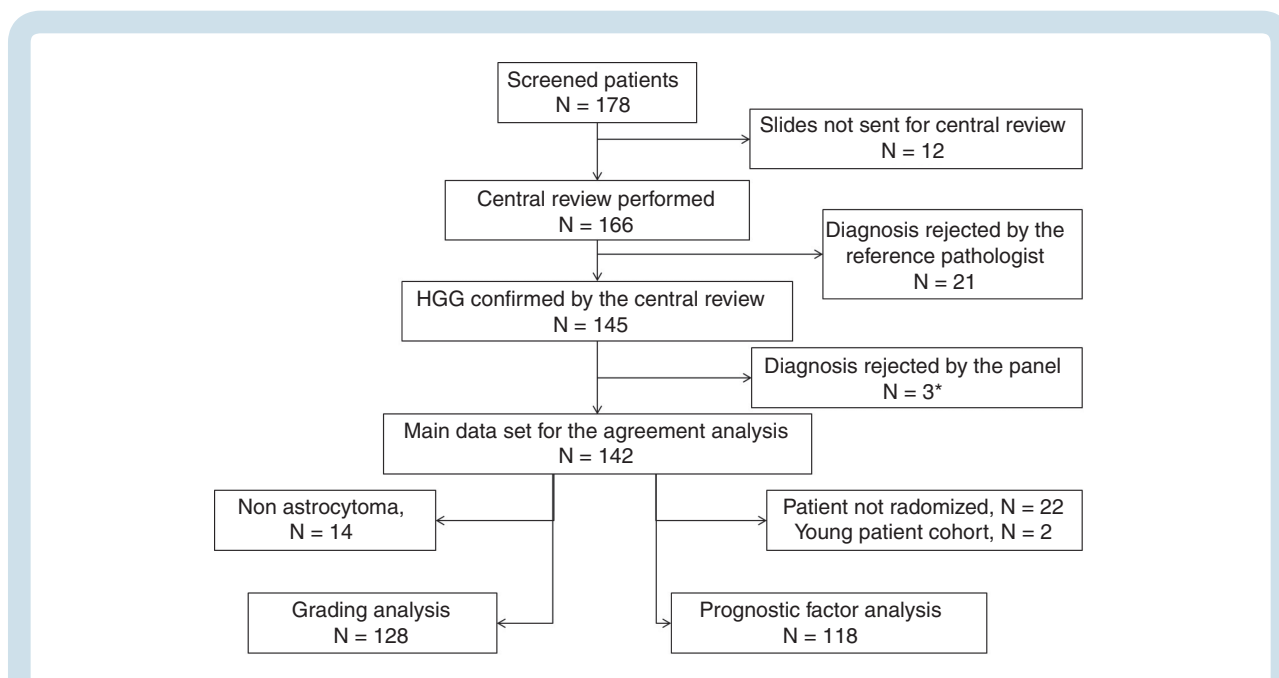 Screened patients
N = 178
Slides not sent for central review
N = 12
Central review performed
N = 166
Diagnosis rejected by the
reference pathologist
N = 21
HGG confirmed by the central review
N = 145
Diagnosis rejected by the panel
N = 3*
Main data set for the agreement analysis
N = 142
Non astrocytoma,
N = 14
Patient not radomized, N = 22
Young patient cohort, N = 2
Grading analysis
N = 128
Prognostic factor analysis
N = 118